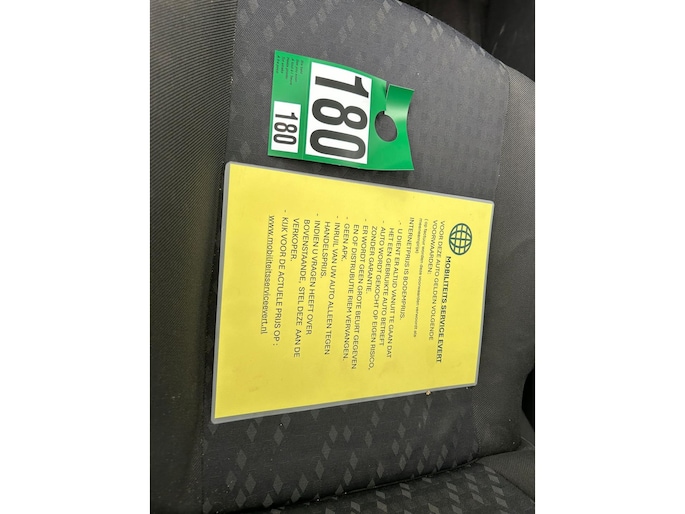 180
180
MOBILITEITS SERVICE EVERT
VOOR DEZE AUTO GELDEN VOLGENDE
VOORWAARDEN:
INTERNETPRIJS IS BODEMPRIJS.
- U DIENT ER ALTIJD VANUIT TE GAAN DAT
HET EEN GEBRUIKTE AUTO BETREFT
- AUTO WORDT GEKOCHT OP EIGEN RISICO,
ZONDER GARANTIE.
- ER WORDT GEEN GROTE BEURT GEGEVEN
EN OF DISTRUBUTIE RIEM VERVANGEN.
- GEEN APK.
- INRUIL VAN UW AUTO ALLEEN TEGEN
HANDELSPRIJS.
- INDIEN U VRAGEN HEEFT OVER
BOVENSTAANDE, STEL DEZE AAN DE
VERKOPER.
- KIJK VOOR DE ACTUELE PRIJS OP :
www.mobiliteitsserviceevert.nl